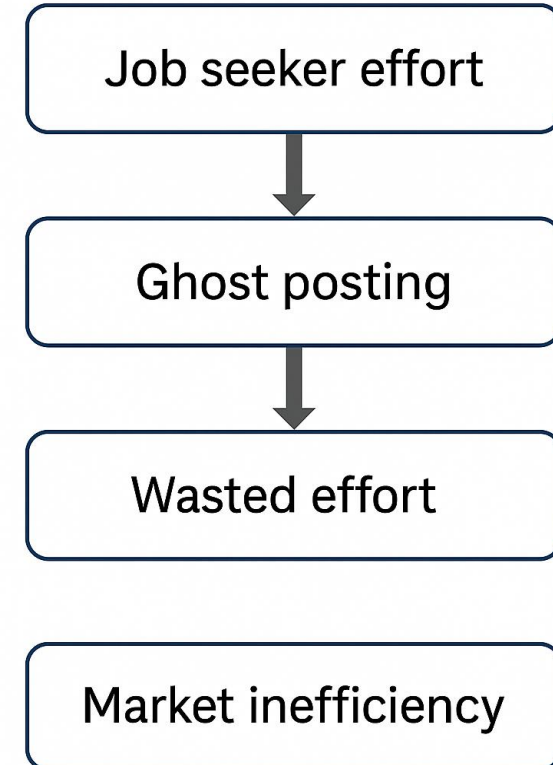 Job seeker effort
Ghost posting
Wasted effort
Market inefficiency